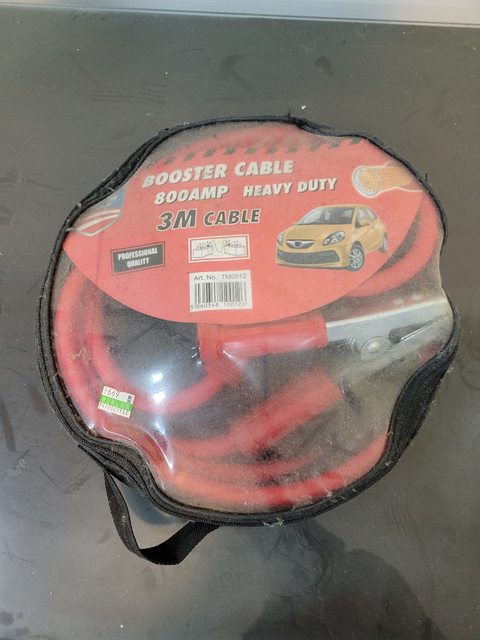 BOOSTER CABLE
800AMP HEAVY DUTY
3M CABLE
PROFESSIONAL
QUALITY
Art. No.: TM0012